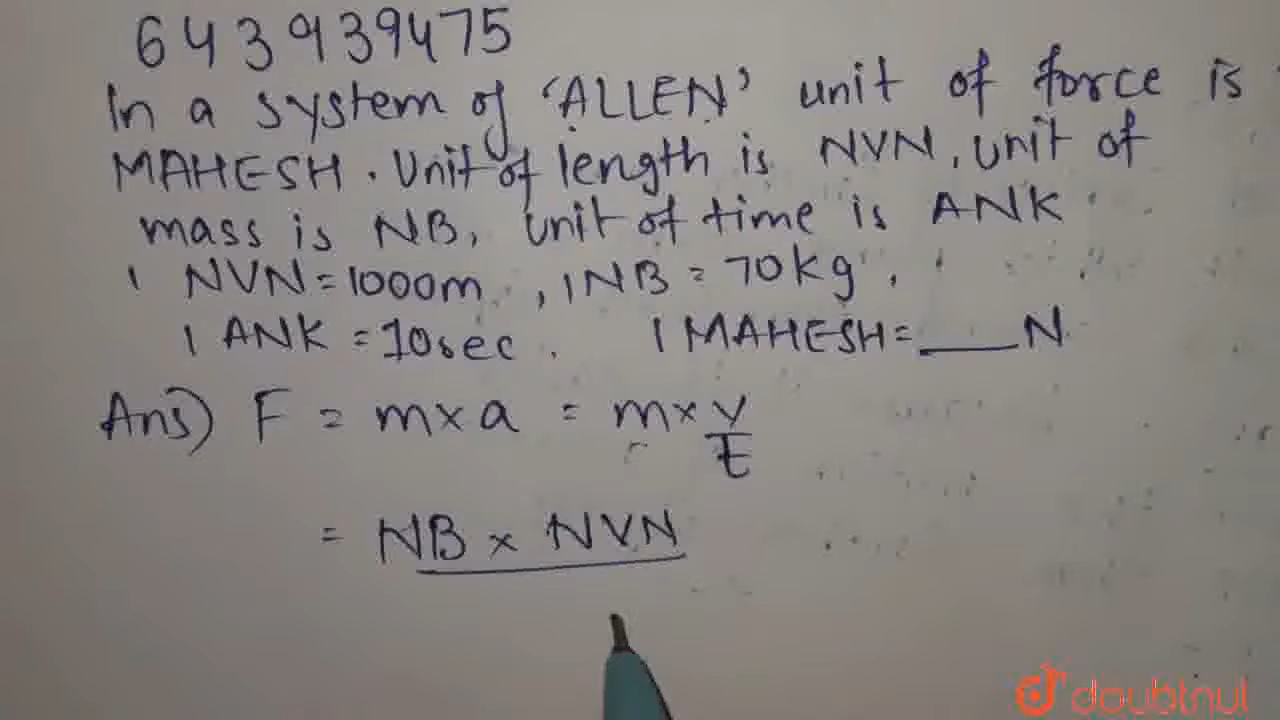 643939475
In a system of 'ALLEN' unit of force is
MAHESH. Unit of length is NVN, unit of
mass is NB, unit of time is ANK.
1 NVN = 1000m , 1NB = 70kg ,
1 ANK = 10sec . 1 MAHESH = ____N
Ans) F = m×a = m× v/t
= NB × NVN
doubtnut